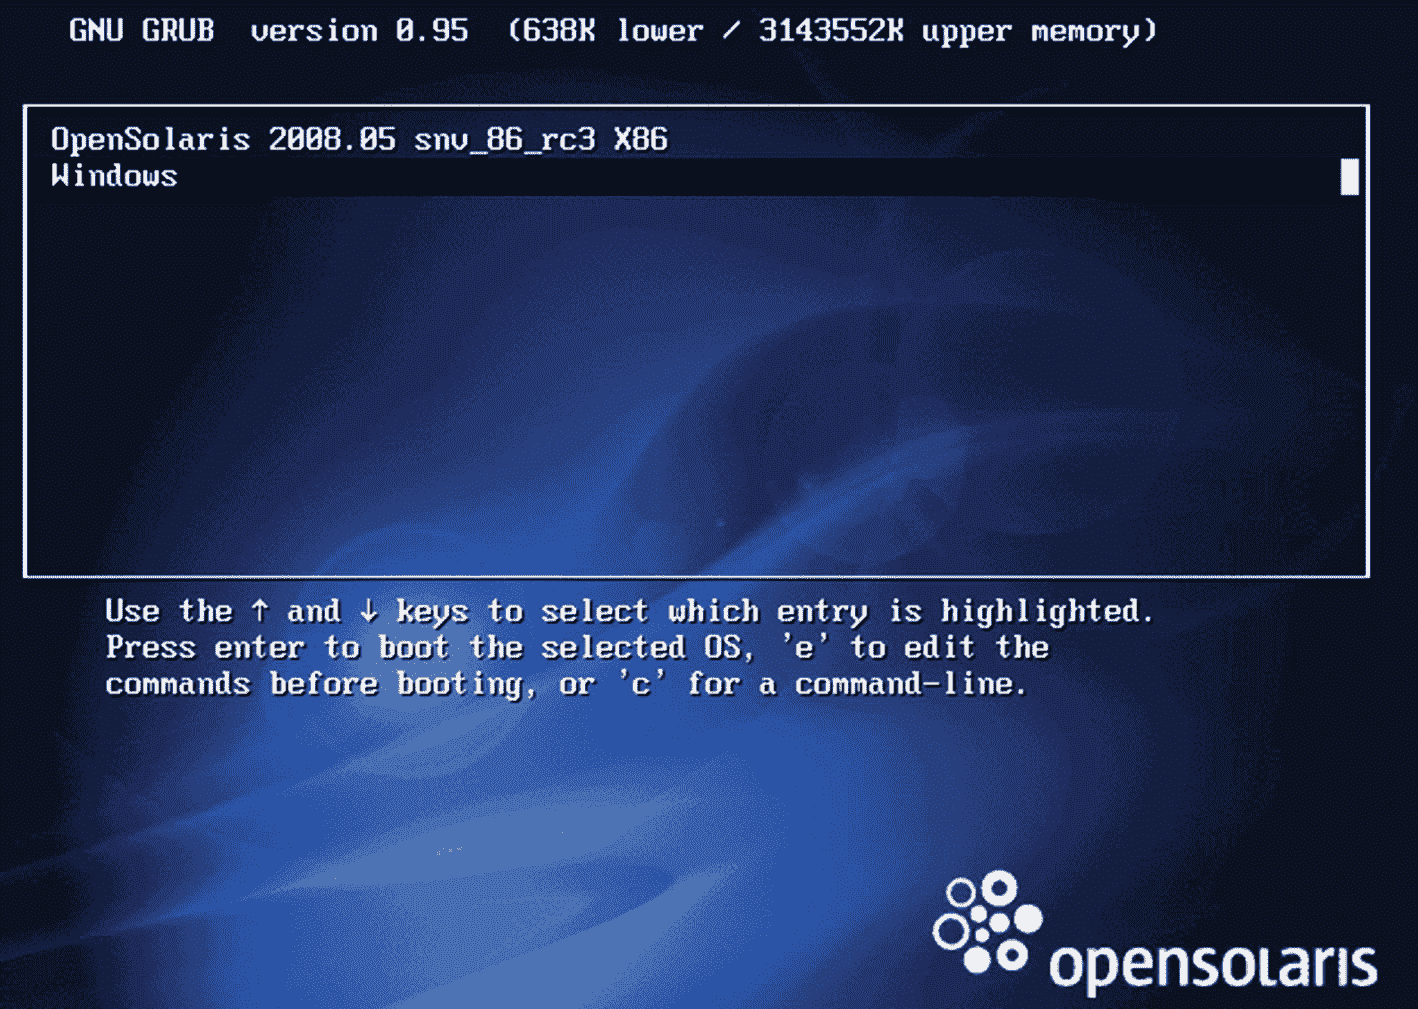 GNU GRUB  version 0.95  (638K lower / 3143552K upper memory)
OpenSolaris 2008.05 snv_86_rc3 X86
Windows
Use the ↑ and ↓ keys to select which entry is highlighted.
Press enter to boot the selected OS, 'e' to edit the
commands before booting, or 'c' for a command-line.
opensolaris